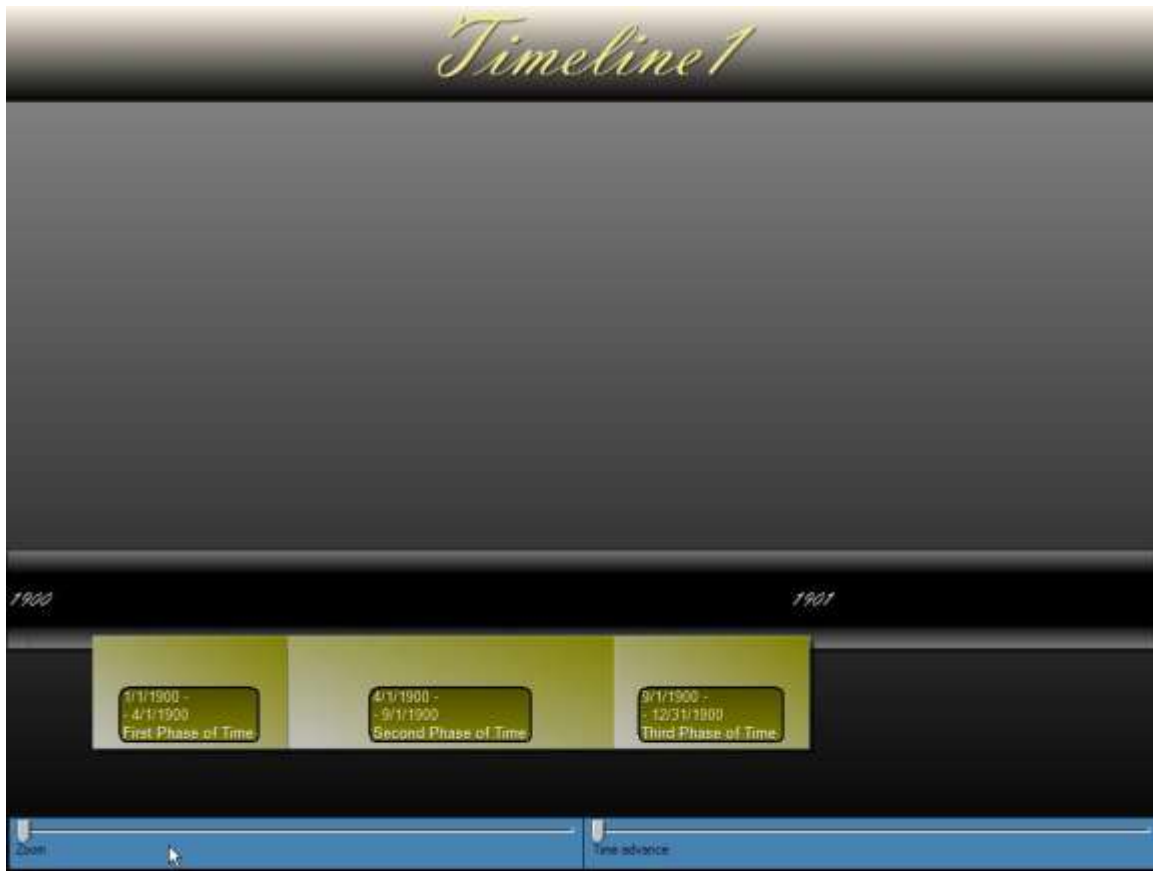 Timeline1
1900 1901
1/1/1900 -
- 4/1/1900
First Phase of Time
4/1/1900 -
- 9/1/1900
Second Phase of Time
9/1/1900 -
- 12/31/1900
Third Phase of Time
Zoom
Time advance